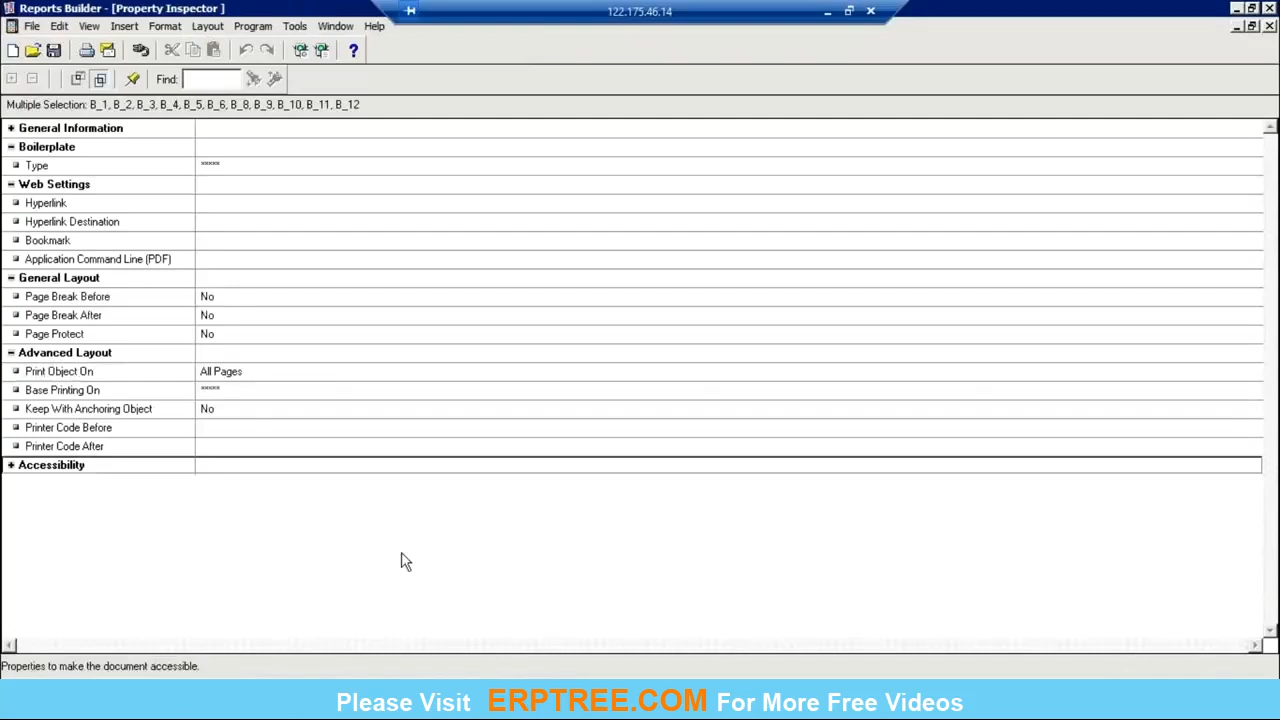 Reports Builder - [Property Inspector ]
122.175.46.14
File Edit View Insert Format Layout Program Tools Window Help
Find:
Multiple Selection: B_1, B_2, B_3, B_4, B_5, B_6, B_8, B_9, B_10, B_11, B_12
General Information
Boilerplate
Type *****
Web Settings
Hyperlink
Hyperlink Destination
Bookmark
Application Command Line (PDF)
General Layout
Page Break Before No
Page Break After No
Page Protect No
Advanced Layout
Print Object On All Pages
Base Printing On *****
Keep With Anchoring Object No
Printer Code Before
Printer Code After
Accessibility
Properties to make the document accessible.
Please Visit ERPTREE.COM For More Free Videos